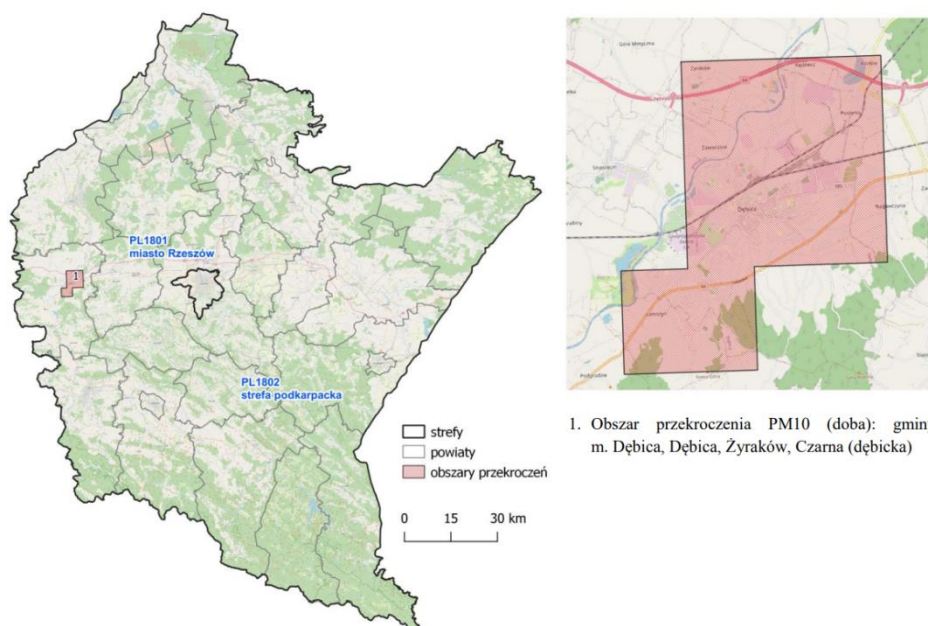 PL1801
miasto Rzeszów
1
PL1802
strefa podkarpacka
strefy
powiaty
obszary przekroczeń
0 15 30 km
Zawierzbie
Dębica
1. Obszar przekroczenia PM10 (doba): gmin
m. Dębica, Dębica, Żyraków, Czarna (dębicka)